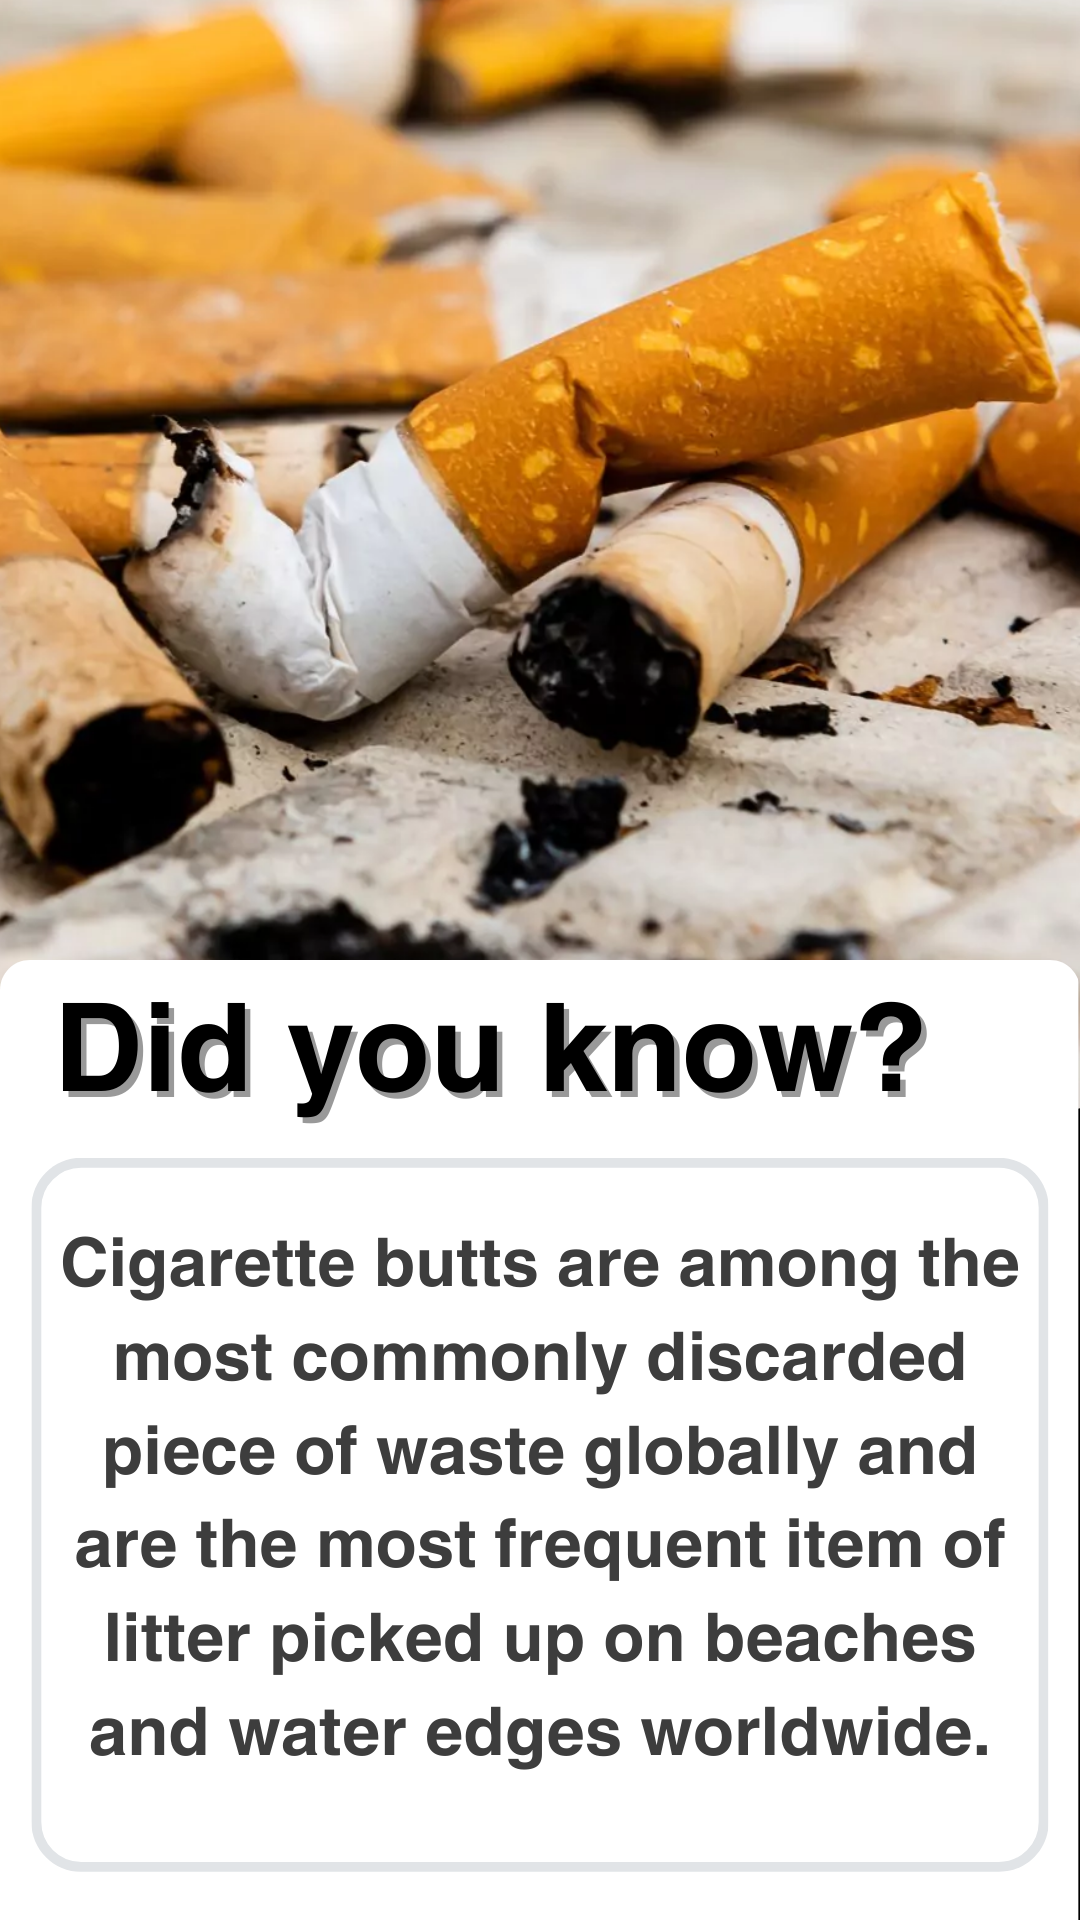 Did you know?
Cigarette butts are among the
most commonly discarded
piece of waste globally and
are the most frequent item of
litter picked up on beaches
and water edges worldwide.